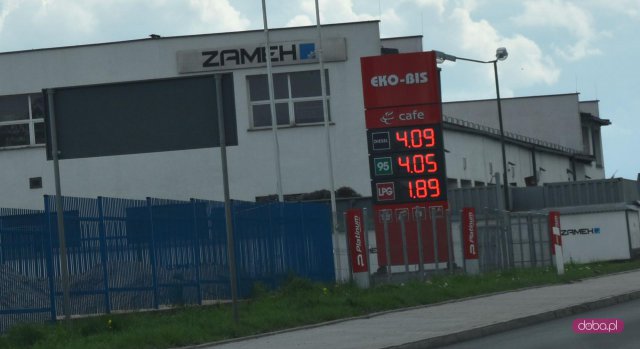 ZAMEH
EKO-BIS
cafe
DIESEL 4.09
95 4.05
LPG 1.89
Platinum
Platinum
ZAMEH
doba.pl